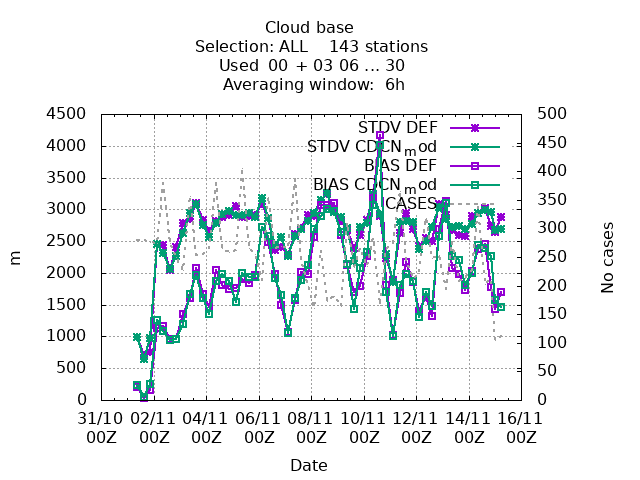 Cloud base
Selection: ALL    143 stations
Used 00 + 03 06 ... 30
Averaging window: 6h
4500
4000
3500
3000
2500
2000
1500
1000
500
0
m
500
450
400
350
300
250
200
150
100
50
0
No cases
STDV DEF
STDV CDCN_mod
BIAS DEF
BIAS CDCN_mod
CASES
31/10 02/11 04/11 06/11 08/11 10/11 12/11 14/11 16/11
00Z 00Z 00Z 00Z 00Z 00Z 00Z 00Z 00Z
Date